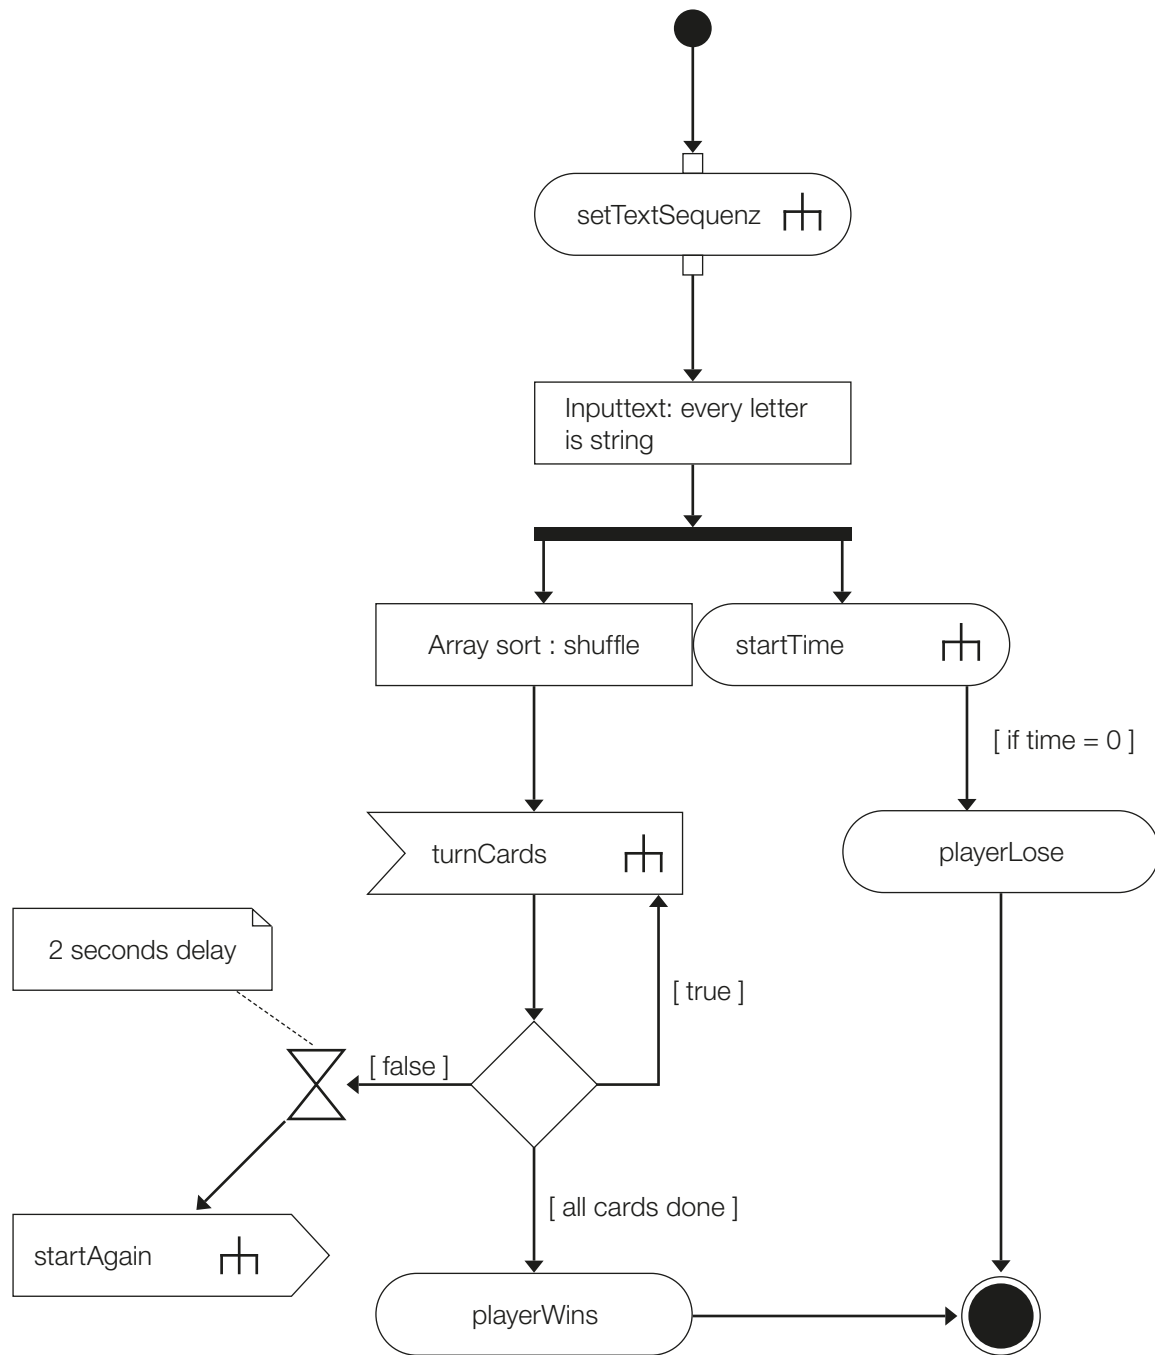 setTextSequenz
Inputtext: every letter
is string
Array sort : shuffle
startTime
[ if time = 0 ]
turnCards
playerLose
2 seconds delay
[ true ]
[ false ]
[ all cards done ]
startAgain
playerWins